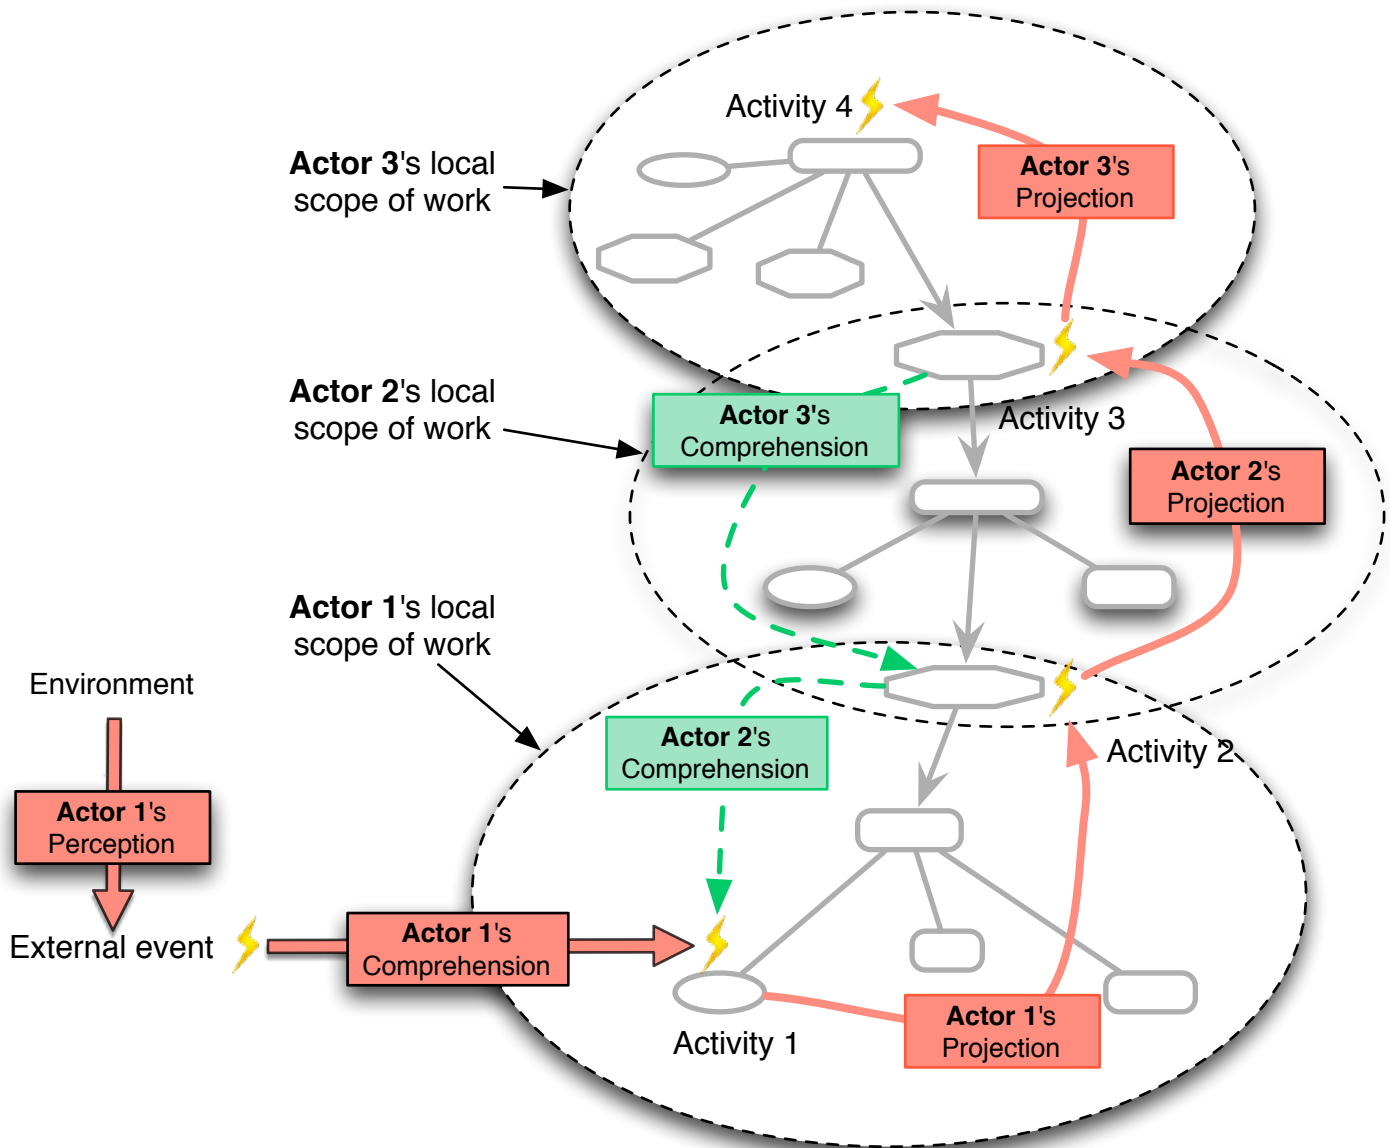 Activity 4
Actor 3's local
scope of work
Actor 3's
Projection
Actor 2's local
scope of work
Actor 3's
Comprehension
Activity 3
Actor 2's
Projection
Actor 1's local
scope of work
Environment
Actor 2's
Comprehension
Activity 2
Actor 1's
Perception
External event
Actor 1's
Comprehension
Activity 1
Actor 1's
Projection